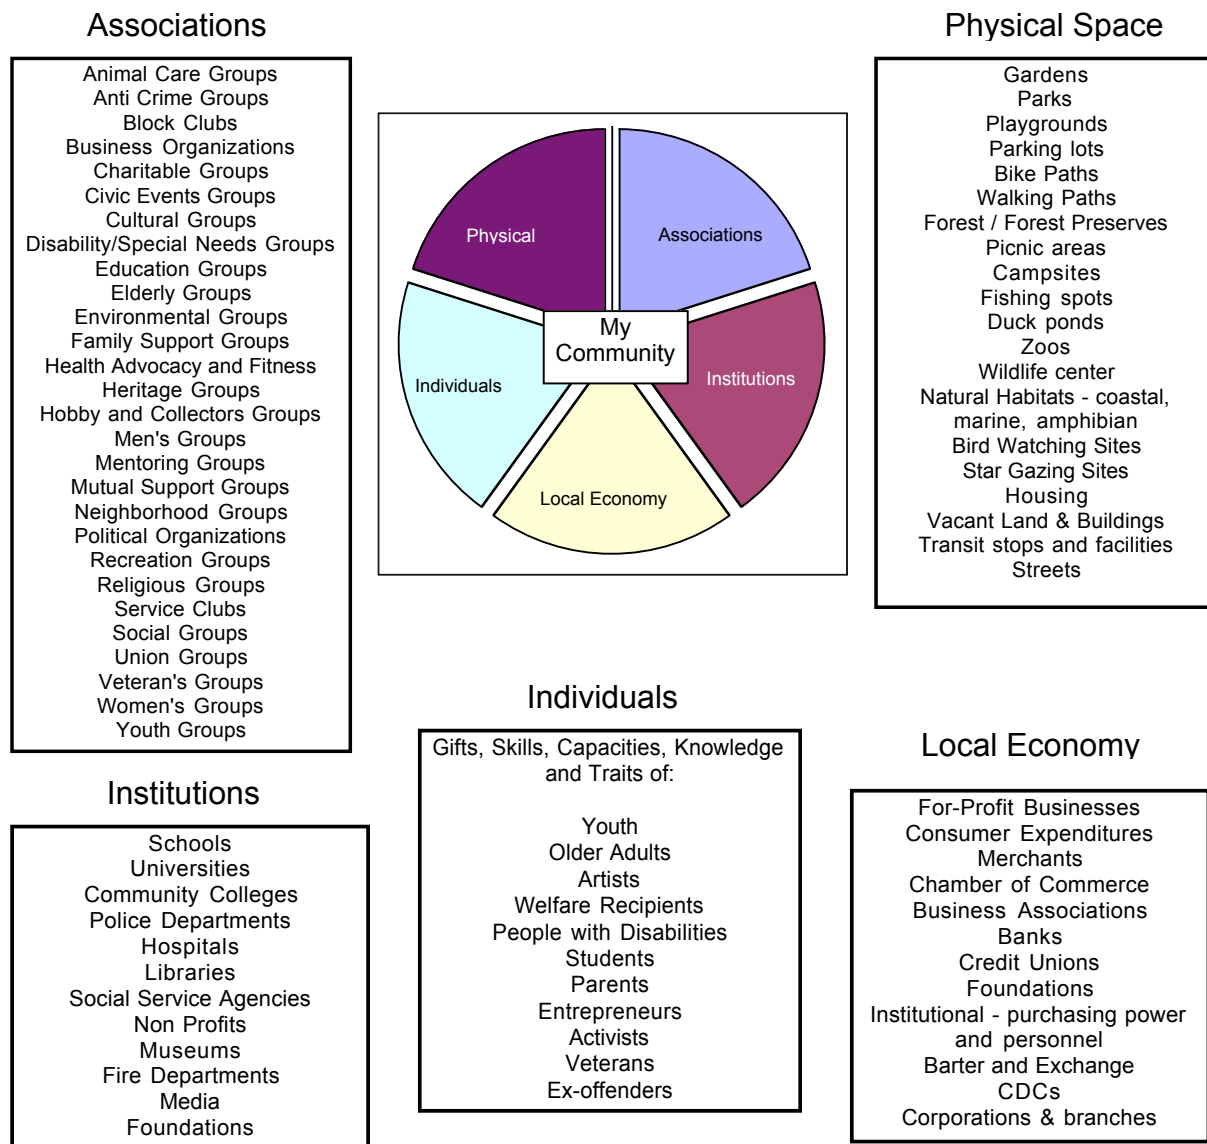 Associations
Animal Care Groups
Anti Crime Groups
Block Clubs
Business Organizations
Charitable Groups
Civic Events Groups
Cultural Groups
Disability/Special Needs Groups
Education Groups
Elderly Groups
Environmental Groups
Family Support Groups
Health Advocacy and Fitness
Heritage Groups
Hobby and Collectors Groups
Men's Groups
Mentoring Groups
Mutual Support Groups
Neighborhood Groups
Political Organizations
Recreation Groups
Religious Groups
Service Clubs
Social Groups
Union Groups
Veteran's Groups
Women's Groups
Youth Groups
Physical
Associations
My
Community
Individuals
Institutions
Local Economy
Physical Space
Gardens
Parks
Playgrounds
Parking lots
Bike Paths
Walking Paths
Forest / Forest Preserves
Picnic areas
Campsites
Fishing spots
Duck ponds
Zoos
Wildlife center
Natural Habitats - coastal,
marine, amphibian
Bird Watching Sites
Star Gazing Sites
Housing
Vacant Land & Buildings
Transit stops and facilities
Streets
Institutions
Schools
Universities
Community Colleges
Police Departments
Hospitals
Libraries
Social Service Agencies
Non Profits
Museums
Fire Departments
Media
Foundations
Individuals
Gifts, Skills, Capacities, Knowledge
and Traits of:
Youth
Older Adults
Artists
Welfare Recipients
People with Disabilities
Students
Parents
Entrepreneurs
Activists
Veterans
Ex-offenders
Local Economy
For-Profit Businesses
Consumer Expenditures
Merchants
Chamber of Commerce
Business Associations
Banks
Credit Unions
Foundations
Institutional - purchasing power
and personnel
Barter and Exchange
CDCs
Corporations & branches